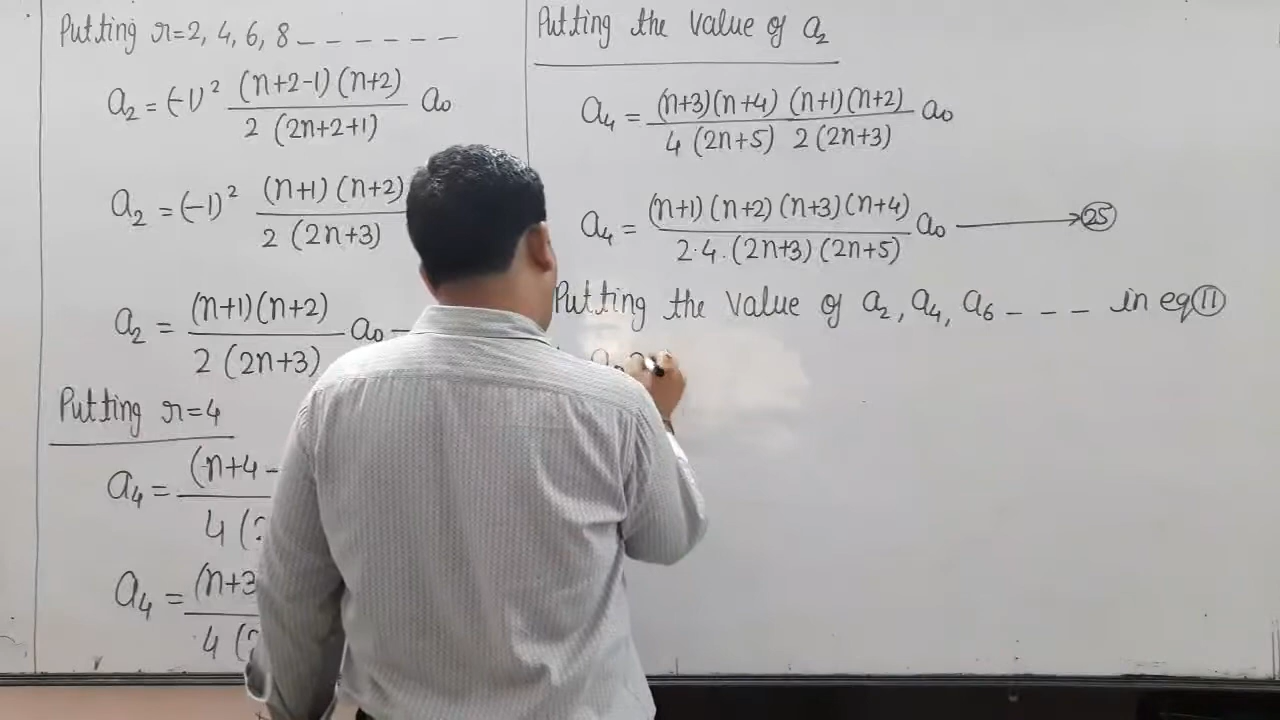 Putting r=2, 4, 6, 8 ------
a₂ = (-1)² (n+2-1) (n+2) / 2 (2n+2+1) a₀
a₂ = (-1)² (n+1) (n+2) / 2 (2n+3)
a₂ = (n+1)(n+2) / 2 (2n+3) a₀ —
Putting r=4
a₄ = (n+4 - / 4 (2
a₄ = (n+3 / 4 (2
Putting the value of a₂
a₄ = (n+3)(n+4) (n+1)(n+2) / 4 (2n+5) 2 (2n+3) a₀
a₄ = (n+1) (n+2) (n+3)(n+4) / 2·4·(2n+3) (2n+5) a₀ ⟶ ㉕
Putting the value of a₂, a₄, a₆ --- in eq ⑪